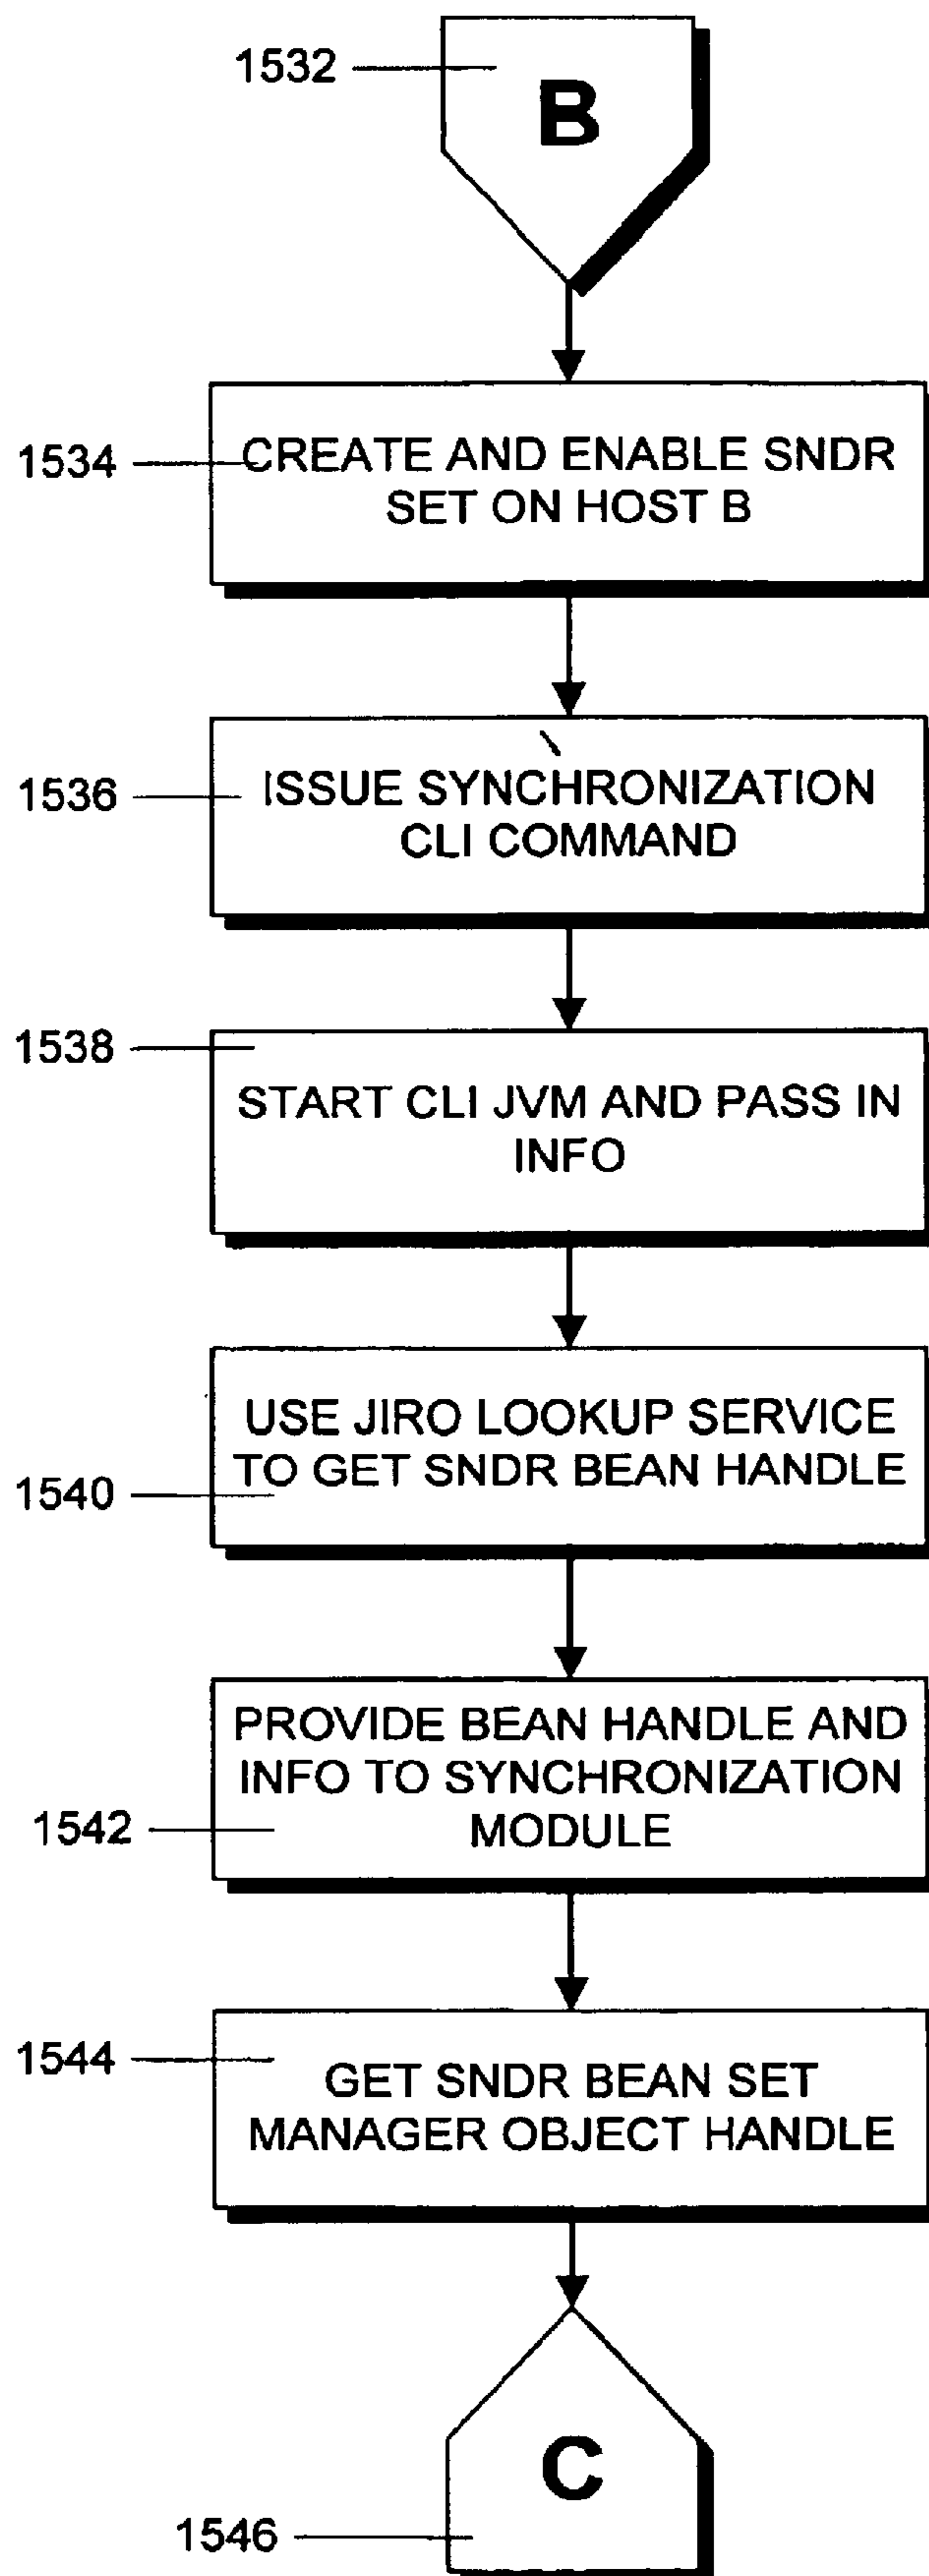 1532
B
1534
CREATE AND ENABLE SNDR
SET ON HOST B
1536
ISSUE SYNCHRONIZATION
CLI COMMAND
1538
START CLI JVM AND PASS IN
INFO
USE JIRO LOOKUP SERVICE
TO GET SNDR BEAN HANDLE
1540
PROVIDE BEAN HANDLE AND
INFO TO SYNCHRONIZATION
MODULE
1542
1544
GET SNDR BEAN SET
MANAGER OBJECT HANDLE
C
1546